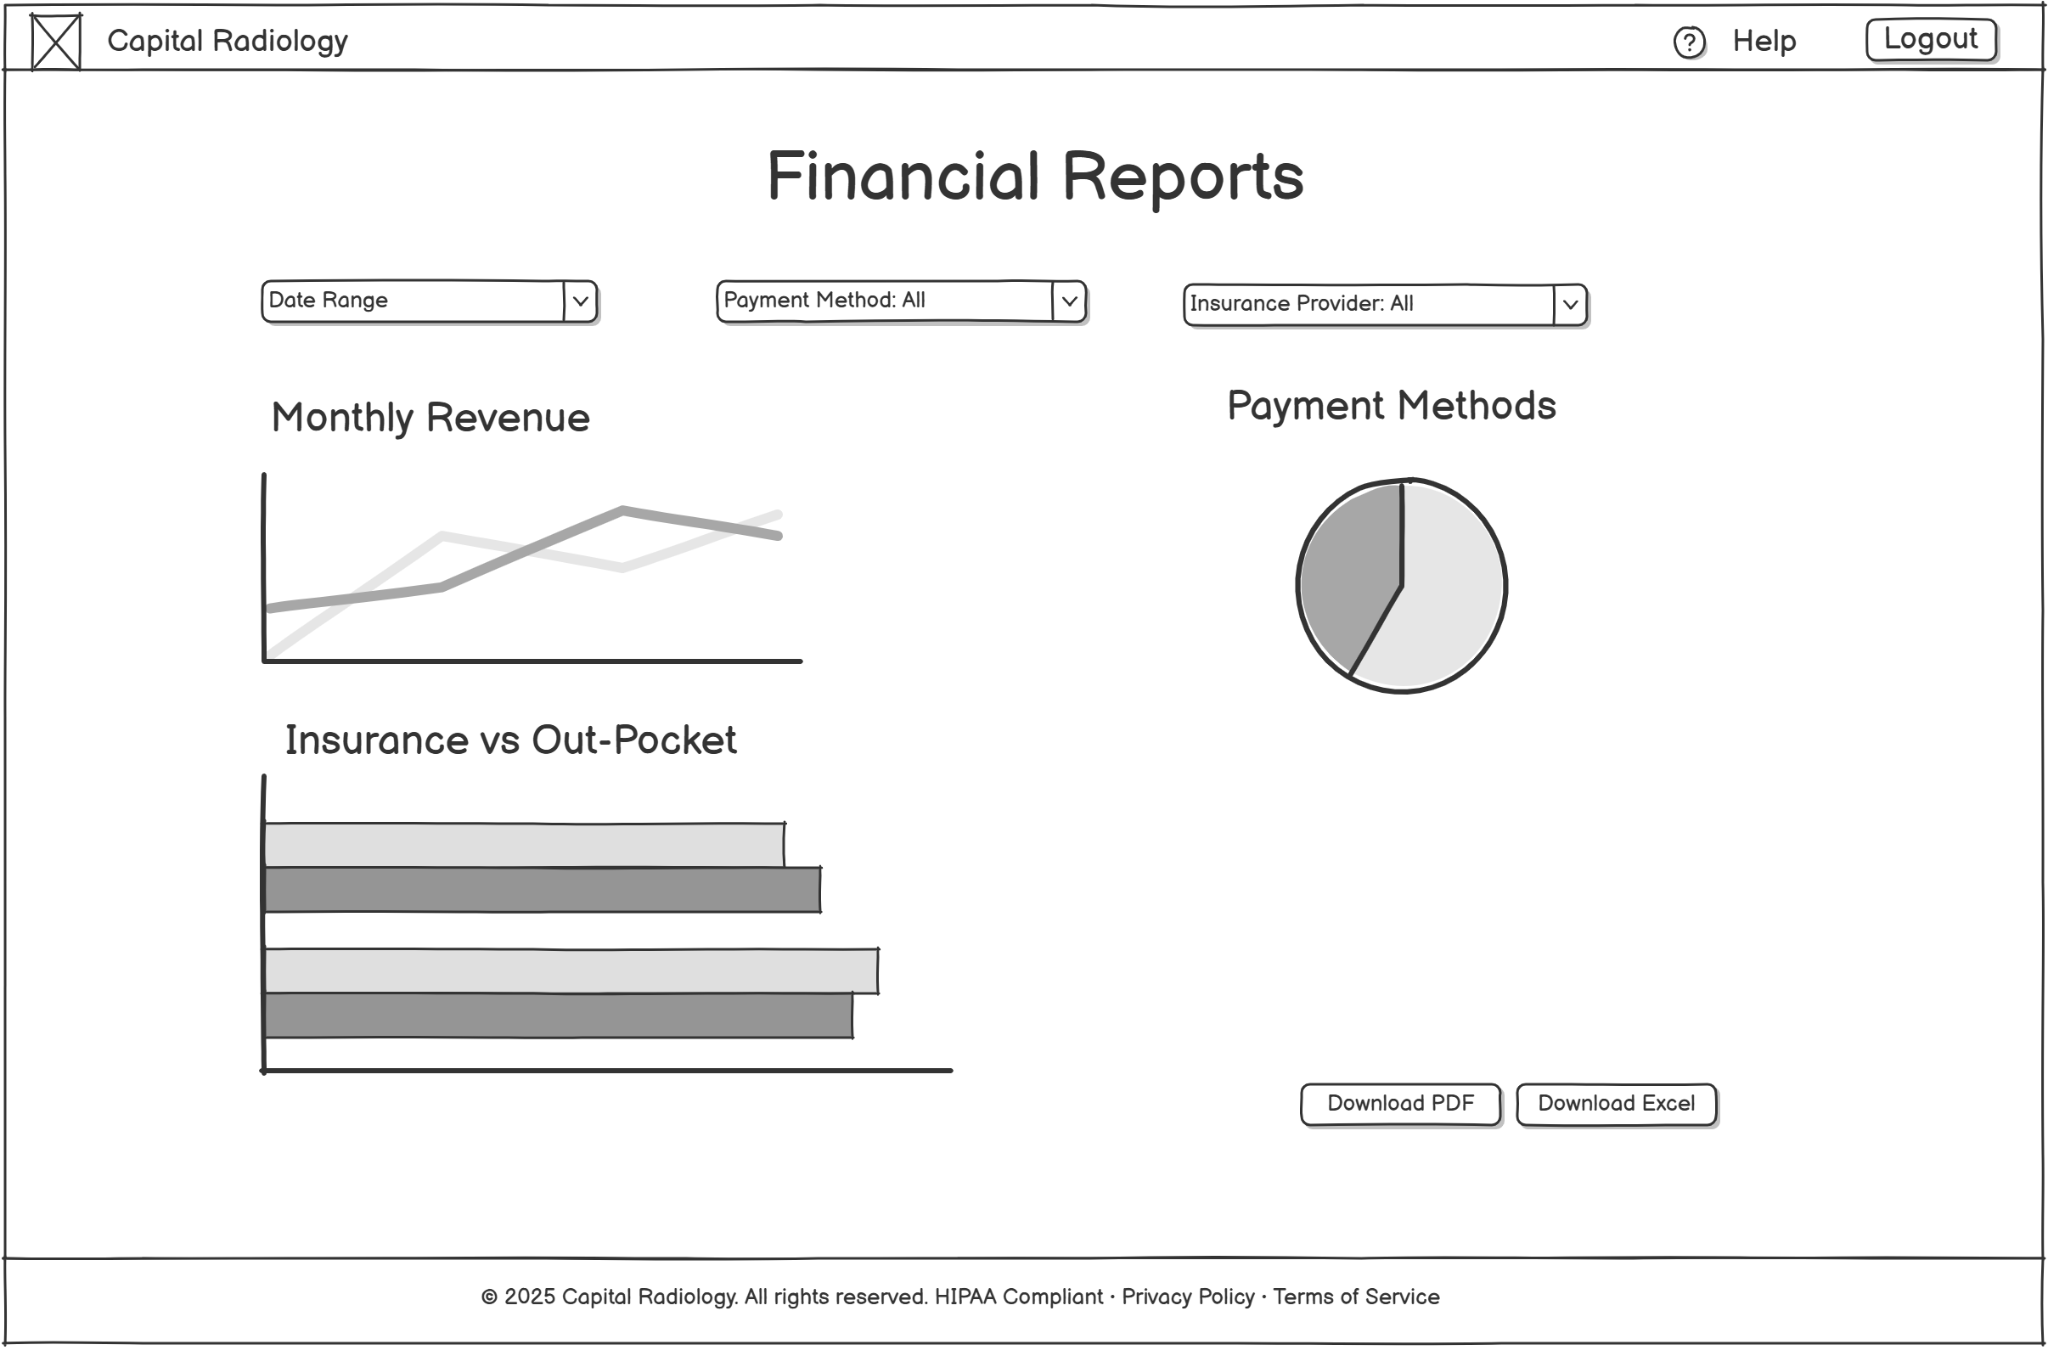 Capital Radiology
? Help
Logout
Financial Reports
Date Range
Payment Method: All
Insurance Provider: All
Monthly Revenue
Payment Methods
Insurance vs Out-Pocket
Download PDF
Download Excel
© 2025 Capital Radiology. All rights reserved. HIPAA Compliant · Privacy Policy · Terms of Service